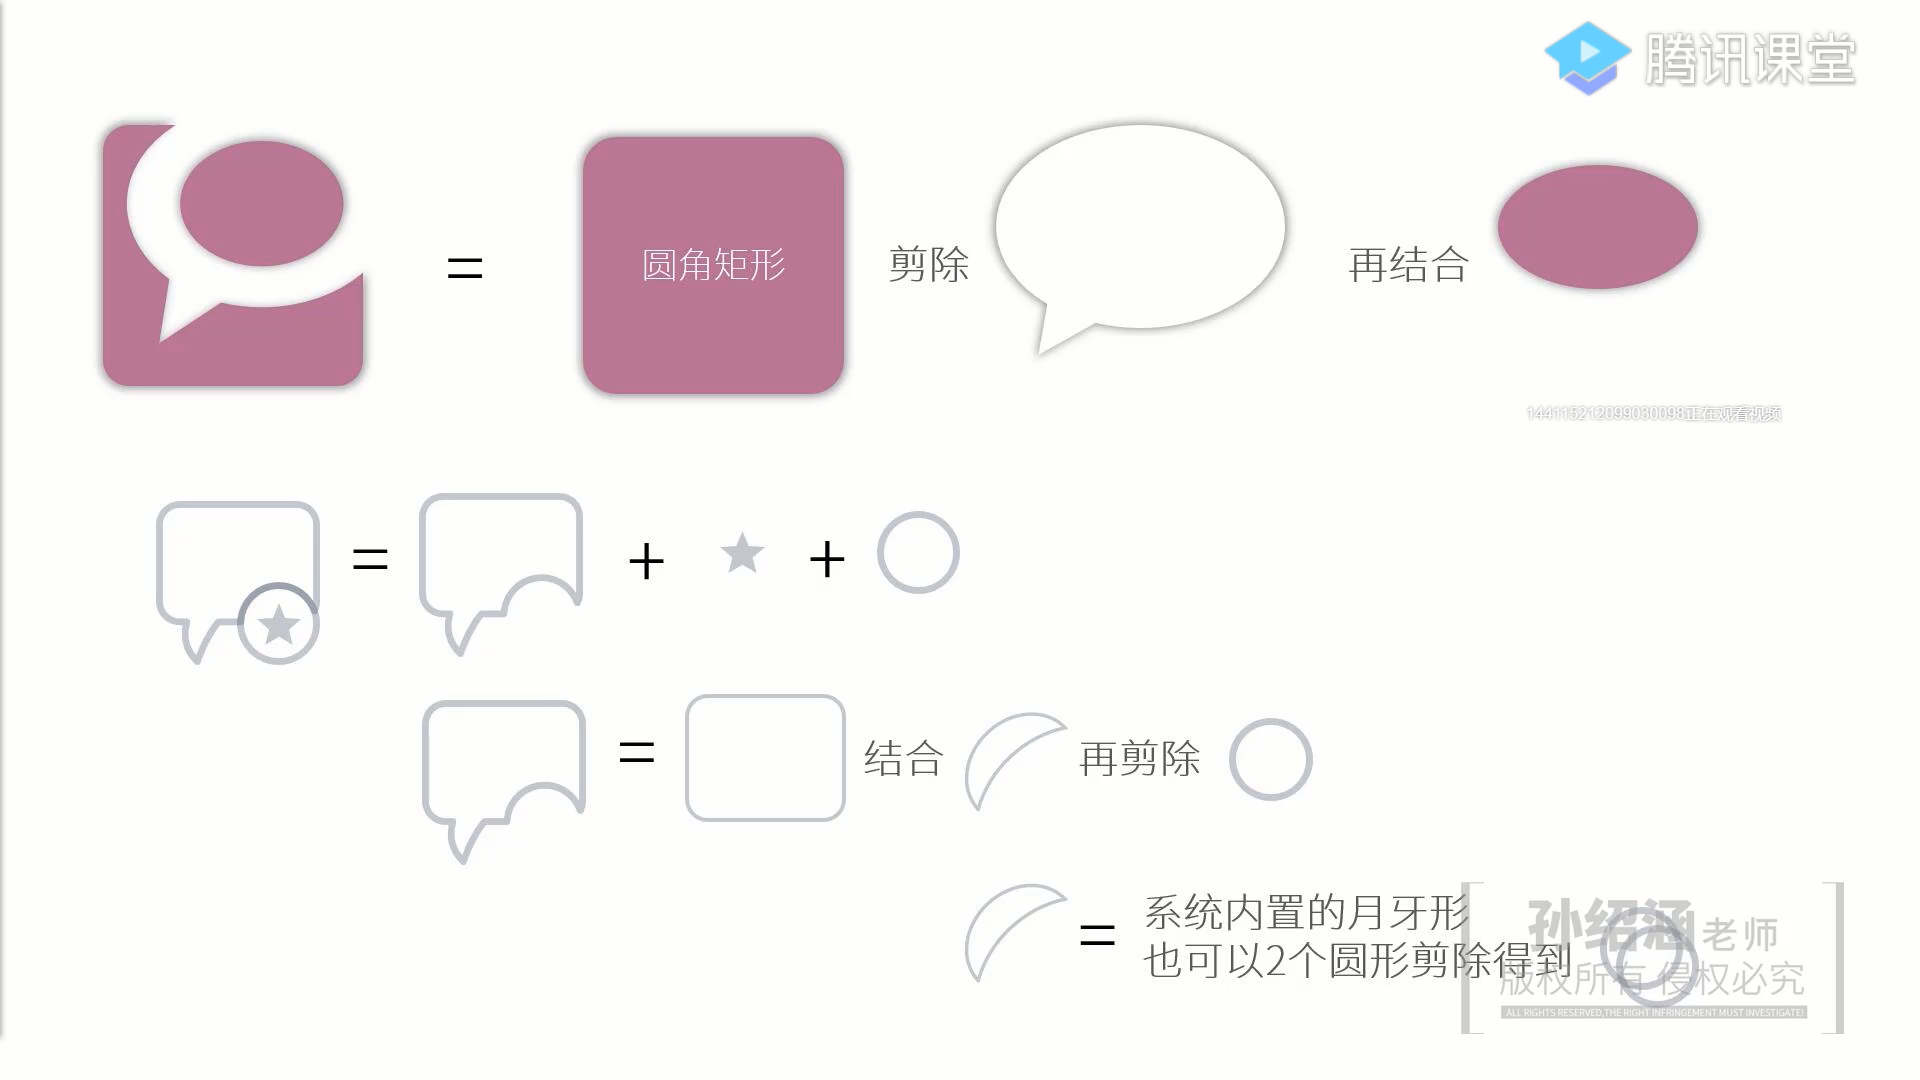 腾讯课堂
= 圆角矩形 剪除 再结合
144115212099030098正在观看视频
= + +
= 结合 再剪除
= 系统内置的月牙形
也可以2个圆形剪除得到
孙绍涵老师
版权所有 侵权必究
ALL RIGHTS RESERVED,THE RIGHT INFRINGEMENT MUST INVESTIGATE!